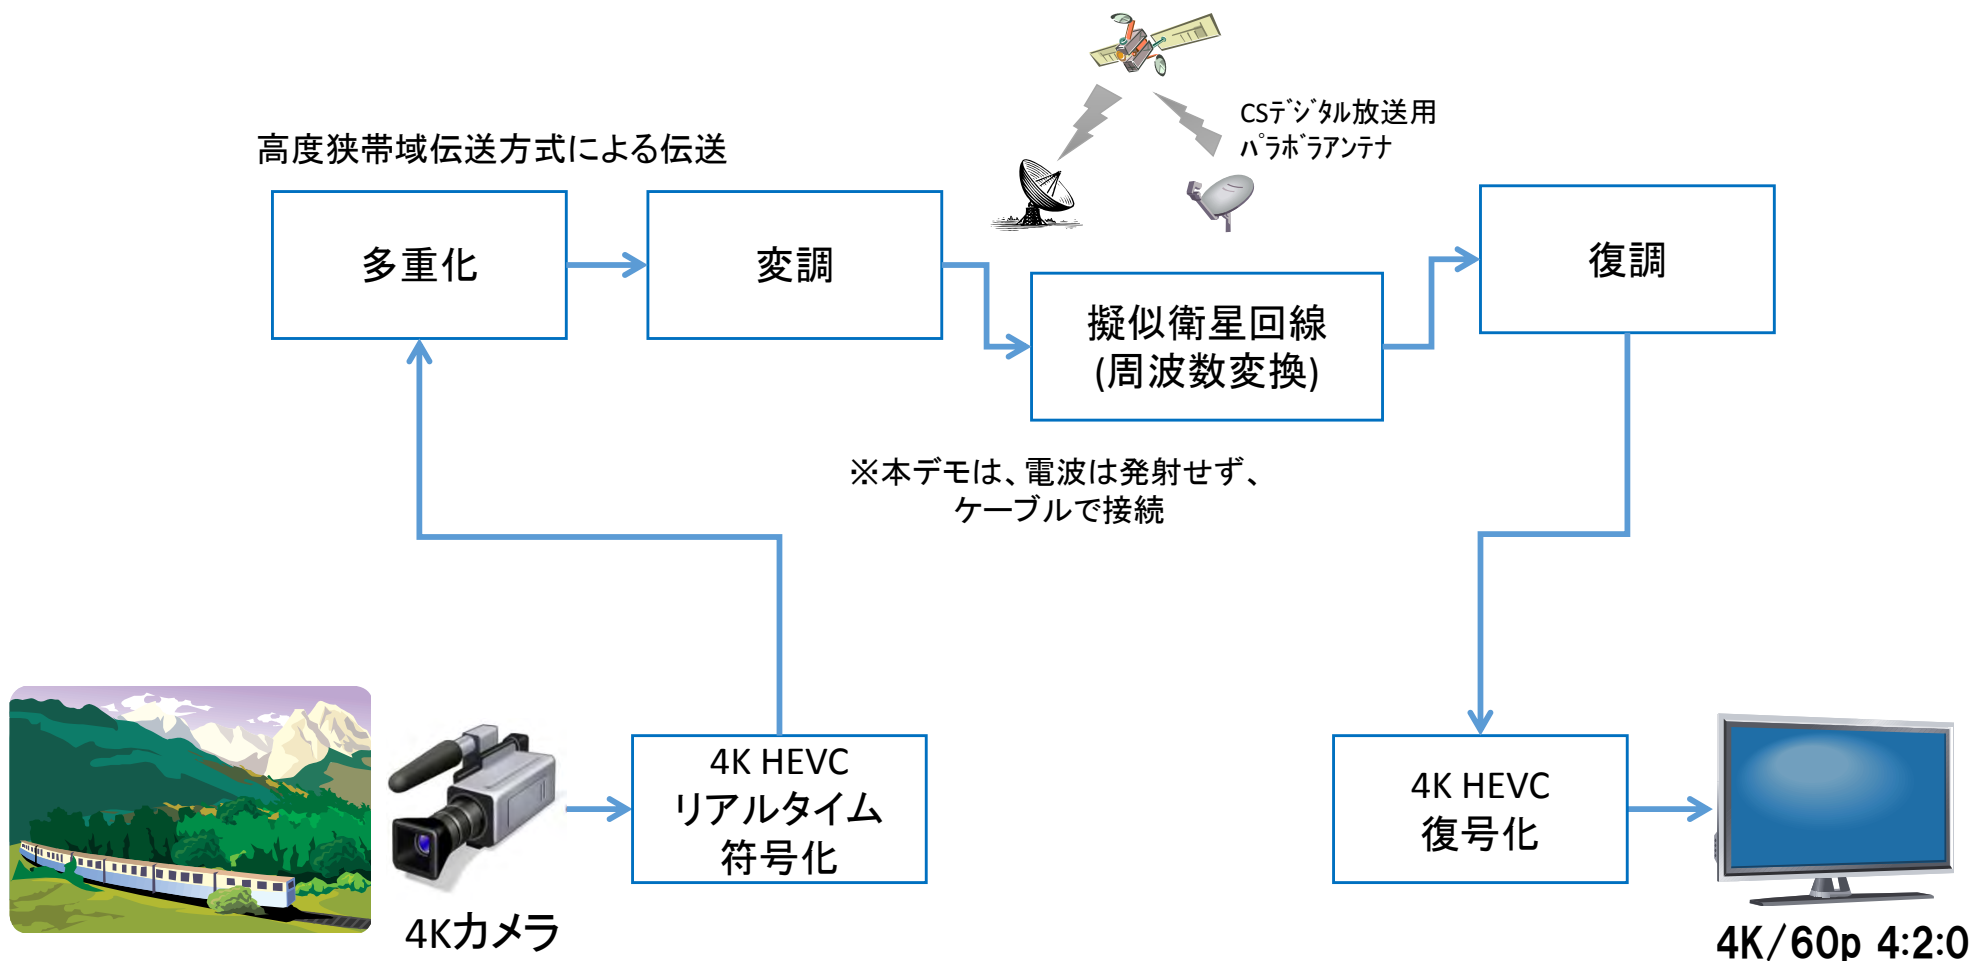 CSﾃﾞｼﾞﾀﾙ放送用
ﾊﾟﾗﾎﾞﾗアンテナ
高度狭帯域伝送方式による伝送
多重化
変調
擬似衛星回線
(周波数変換)
復調
※本デモは、電波は発射せず、
ケーブルで接続
4K HEVC
リアルタイム
符号化
4K HEVC
復号化
4Kカメラ
4K/60p 4:2:0